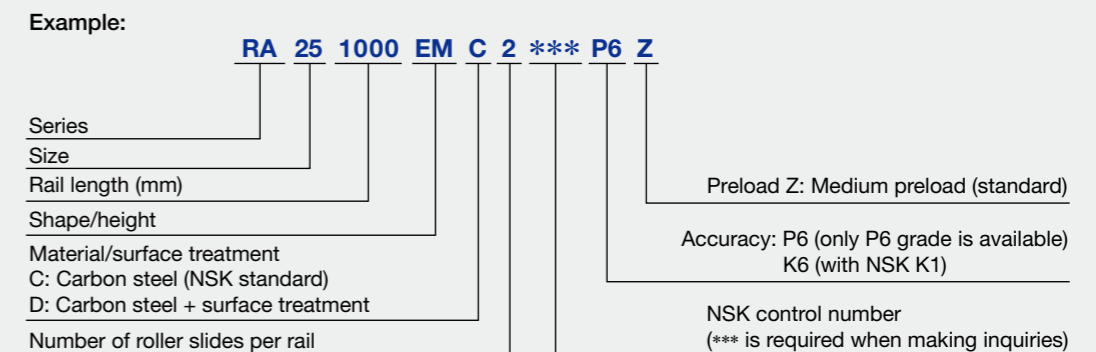 Example:
RA 25 1000 EM C 2 *** P6 Z
Series
Size
Rail length (mm)
Shape/height
Material/surface treatment
C: Carbon steel (NSK standard)
D: Carbon steel + surface treatment
Number of roller slides per rail
Preload Z: Medium preload (standard)
Accuracy: P6 (only P6 grade is available)
K6 (with NSK K1)
NSK control number
(*** is required when making inquiries)